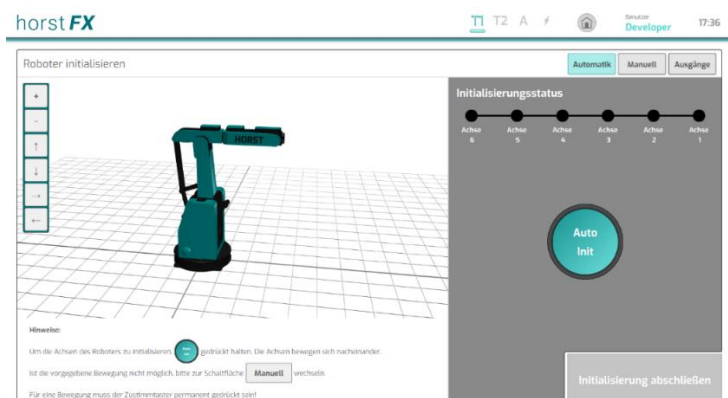 horst FX
T1 T2 A
Benutzer
Developer
17:36
Roboter initialisieren
Automatik Manuell Ausgänge
+
-
↑
↓
→
←
HORST
Initialisierungsstatus
Achse Achse Achse Achse Achse Achse
6 5 4 3 2 1
Auto
Init
Hinweise:
Um die Achsen des Roboters zu initialisieren, gedrückt halten. Die Achsen bewegen sich nacheinander.
Ist die vorgegebene Bewegung nicht möglich, bitte zur Schaltfläche Manuell wechseln.
Für eine Bewegung muss der Zustimmtaster permanent gedrückt sein!
Initialisierung abschließen